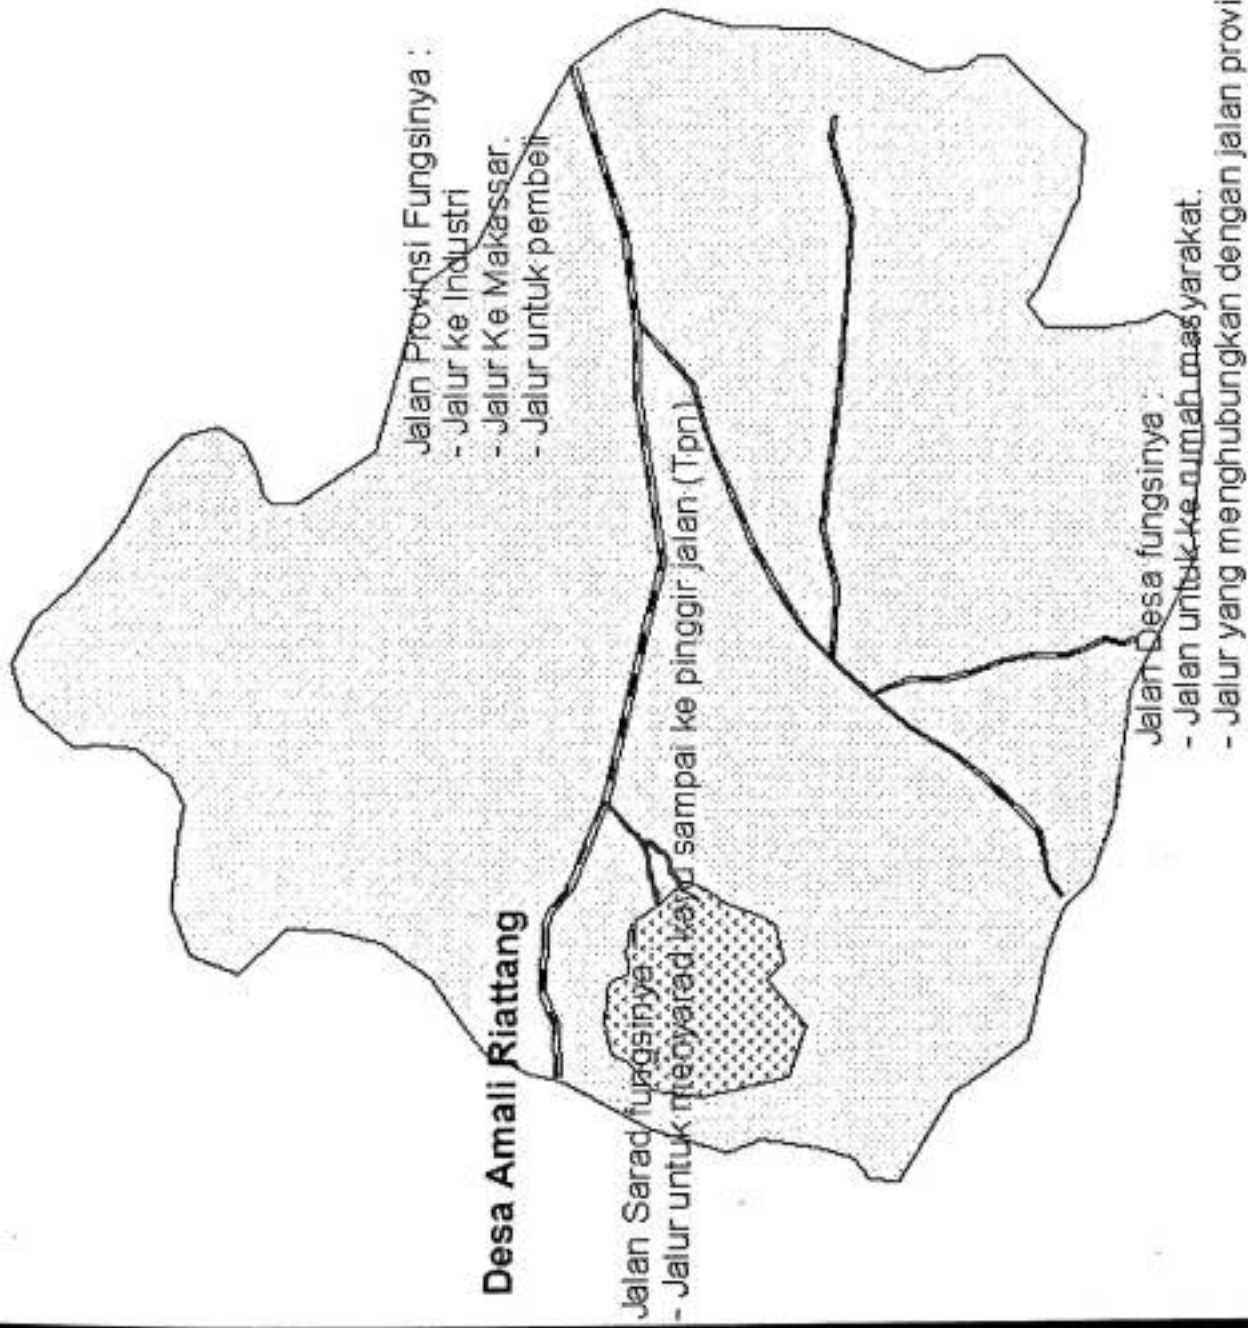 Desa Amali Riattang
Jalan Provinsi Fungsinya :
- Jalur ke Industri
- Jalur Ke Makassar.
- Jalur untuk pembeli
Jalan Sarad fungsinya :
- Jalur untuk menyarad kayu sampai ke pinggir jalan (Tpn)
Jalan Desa fungsinya :
- Jalan untuk ke rumah masyarakat.
- Jalur yang menghubungkan dengan jalan provi